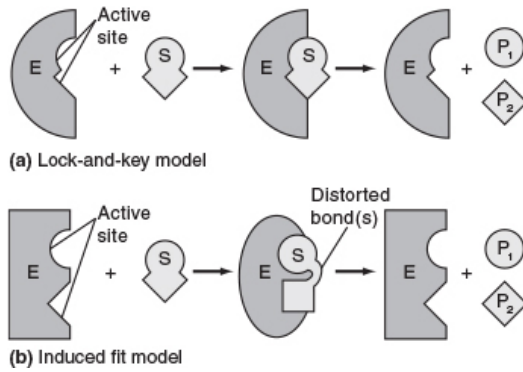 Active
site
E + S E S E + P1
P2
(a) Lock-and-key model
Distorted
bond(s)
Active
site
E + S E S E + P1
P2
(b) Induced fit model